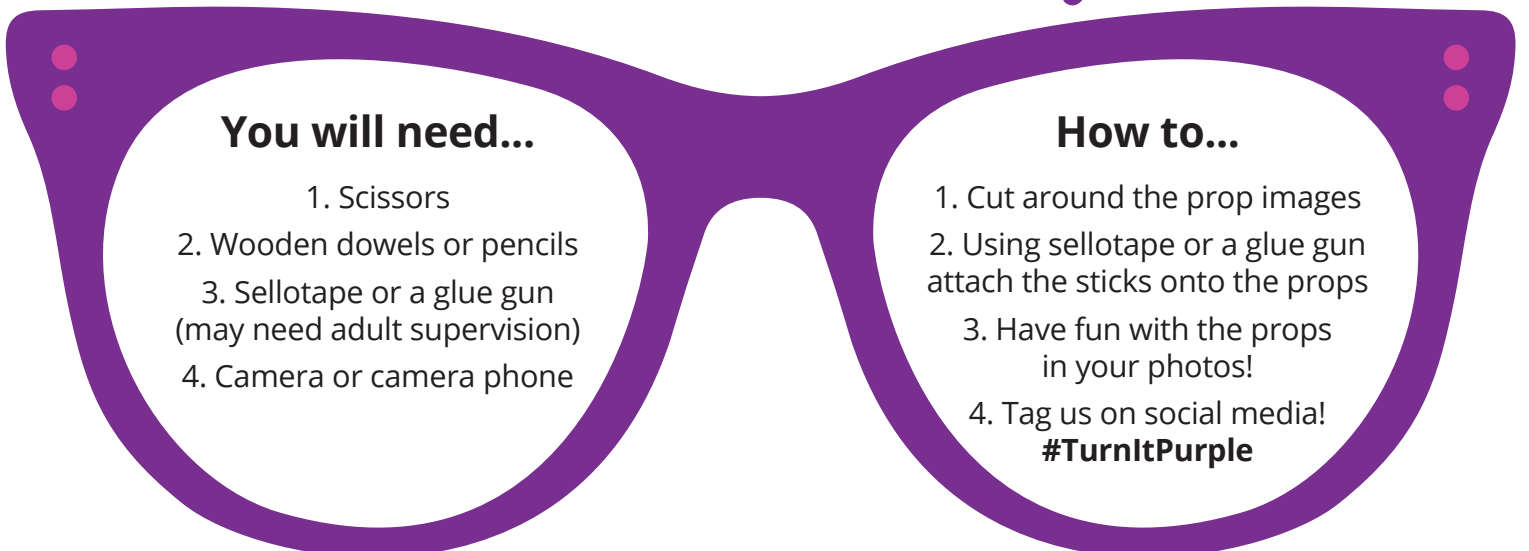 You will need...
1. Scissors
2. Wooden dowels or pencils
3. Sellotape or a glue gun
(may need adult supervision)
4. Camera or camera phone
How to...
1. Cut around the prop images
2. Using sellotape or a glue gun
attach the sticks onto the props
3. Have fun with the props
in your photos!
4. Tag us on social media!
#TurnItPurple